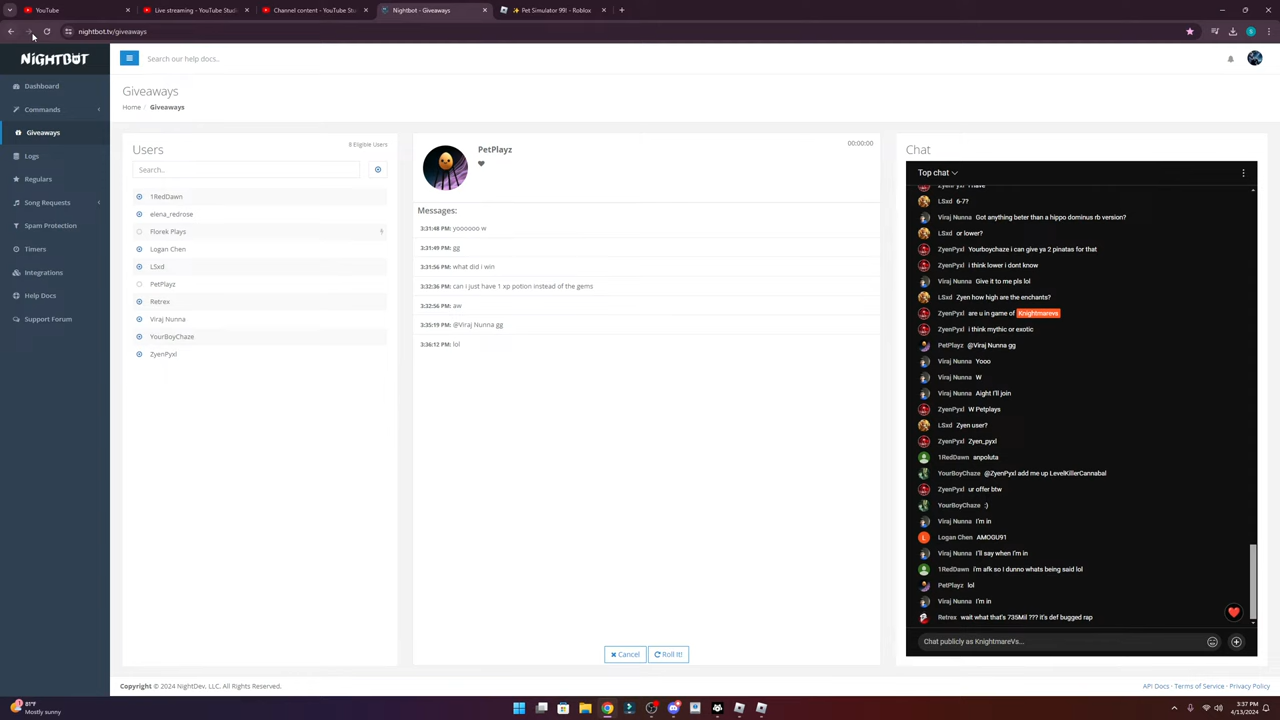 YouTube
Live streaming - YouTube Studi
Channel content - YouTube Stu
Nightbot - Giveaways
Pet Simulator 99! - Roblox
nightbot.tv/giveaways
NiGHTBOT
Search our help docs..
Dashboard
Commands
Giveaways
Logs
Regulars
Song Requests
Spam Protection
Timers
Integrations
Help Docs
Support Forum
Giveaways
Home / Giveaways
Users
8 Eligible Users
Search..
1RedDawn
elena_redrose
Florek Plays
Logan Chen
LSxd
PetPlayz
Retrex
Viraj Nunna
YourBoyChaze
ZyenPyxl
PetPlayz
00:00:00
Messages:
3:31:48 PM: yoooooo w
3:31:49 PM: gg
3:31:56 PM: what did i win
3:32:36 PM: can i just have 1 xp potion instead of the gems
3:32:56 PM: aw
3:35:19 PM: @Viraj Nunna gg
3:36:12 PM: lol
Cancel
Roll It!
Chat
Top chat
ZyenPyxl I have
LSxd 6-7?
Viraj Nunna Got anything beter than a hippo dominus rb version?
LSxd or lower?
ZyenPyxl Yourboychaze i can give ya 2 pinatas for that
ZyenPyxl i think lower i dont know
Viraj Nunna Give it to me pls lol
LSxd Zyen how high are the enchants?
ZyenPyxl are u in game of Knightmarevs
ZyenPyxl i think mythic or exotic
PetPlayz @Viraj Nunna gg
Viraj Nunna Yooo
Viraj Nunna W
Viraj Nunna Aight I'll join
ZyenPyxl W Petplays
LSxd Zyen user?
ZyenPyxl Zyen_pyxl
1RedDawn anpoluta
YourBoyChaze @ZyenPyxl add me up LevelKillerCannabal
ZyenPyxl ur offer btw
YourBoyChaze :)
Viraj Nunna I'm in
Logan Chen AMOGU91
Viraj Nunna I'll say when I'm in
1RedDawn i'm afk so I dunno whats being said lol
PetPlayz lol
Viraj Nunna I'm in
Retrex wait what that's 735Mil ??? it's def bugged rap
Chat publicly as KnightmareVs...
Copyright © 2024 NightDev, LLC. All Rights Reserved.
API Docs · Terms of Service · Privacy Policy
81°F
Mostly sunny
3:37 PM
4/13/2024